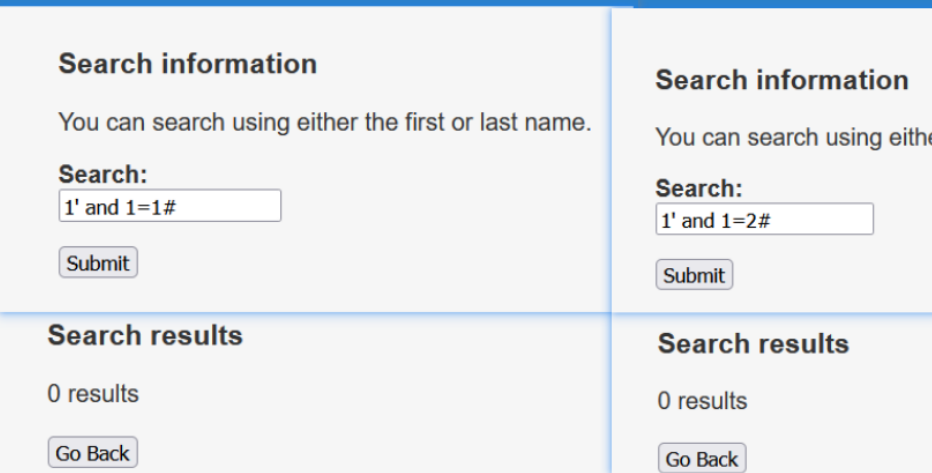 Search information
You can search using either the first or last name.
Search:
1' and 1=1#
Submit
Search results
0 results
Go Back
Search information
You can search using eithe
Search:
1' and 1=2#
Submit
Search results
0 results
Go Back